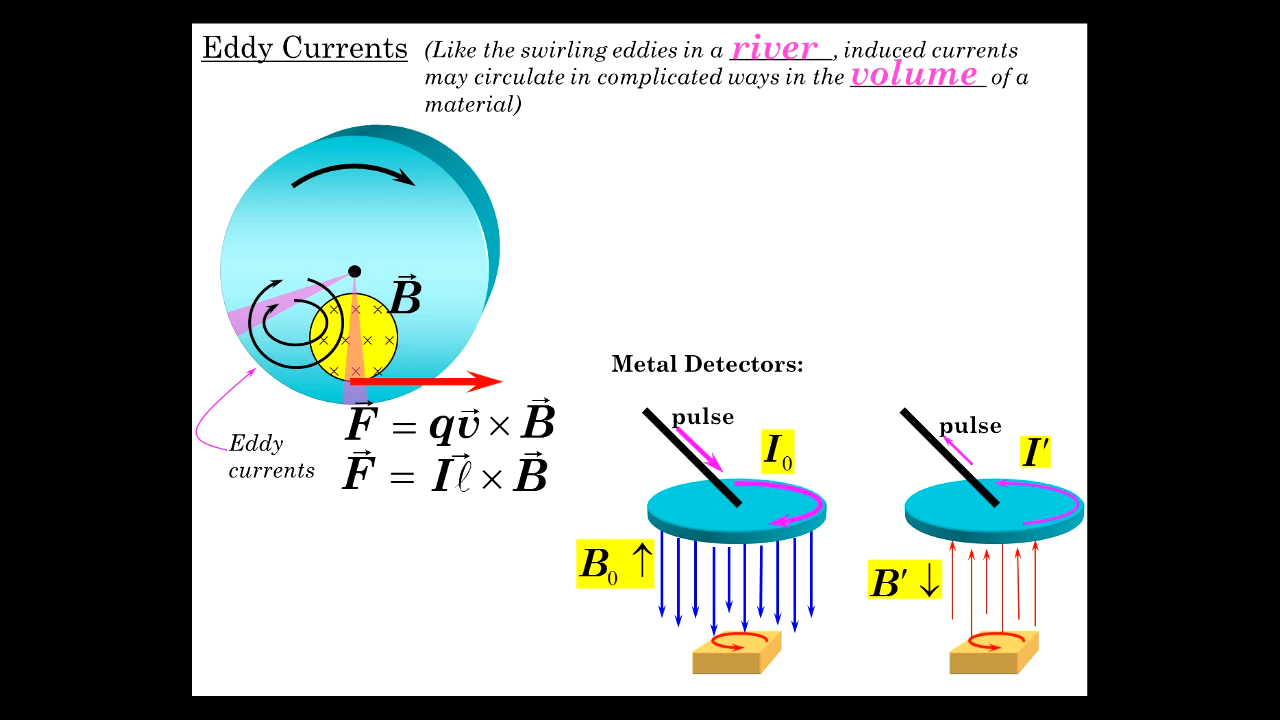 Eddy Currents (Like the swirling eddies in a river, induced currents
may circulate in complicated ways in the volume of a
material)
B⃗
Eddy
currents
F⃗ = qv⃗ × B⃗
F⃗ = Iℓ⃗ × B⃗
Metal Detectors:
pulse
I₀
B₀ ↑
pulse
I′
B′ ↓